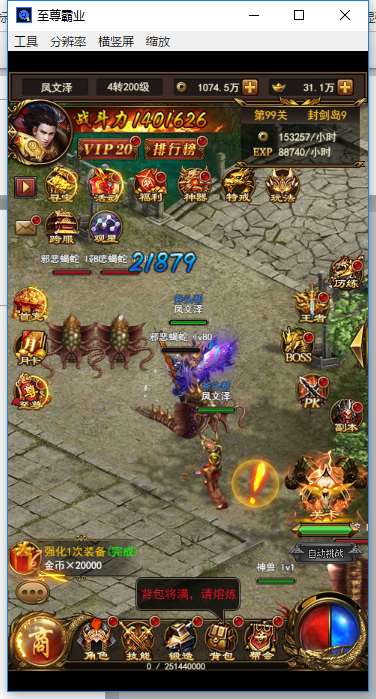 至尊霸业
工具 分辨率 横竖屏 缩放
凤文泽 4转200级 1074.5万 31.1万
战斗力1401626
VIP20 排行榜
第99关 封剑岛9
153257/小时
EXP 88740/小时
寻宝 活动 福利 神器 特戒 玩法
跨服 观星
邪恶蝎蛇
21879
历练
首充
凤文泽
王者
月卡
邪恶蝎蛇 lv80
BOSS
至尊
凤文泽
PK
副本
关卡
强化1次装备(完成)
金币×20000
自动挑战
神兽 lv1
背包将满，请熔炼
商
角色 技能 锻造 背包 帮会
0 / 251440000